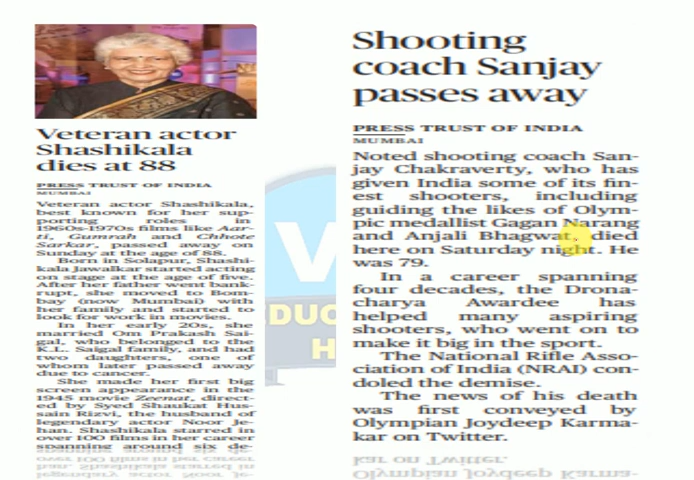 Veteran actor
Shashikala
dies at 88
PRESS TRUST OF INDIA
MUMBAI
Veteran actor Shashikala,
best known for her sup-
porting roles in
1960s-1970s films like Aar-
ti, Gumrah and Chhote
Sarkar, passed away on
Sunday at the age of 88.
Born in Solapur, Shashi-
kala Jawalkar started acting
on stage at the age of five.
After her father went bank-
rupt, she moved to Bom-
bay (now Mumbai) with
her family and started to
look for work in movies.
In her early 20s, she
married Om Prakash Sai-
gal, who belonged to the
K.L. Saigal family, and had
two daughters, one of
whom later passed away
due to cancer.
She made her first big
screen appearance in the
1945 movie Zeenat, direct-
ed by Syed Shaukat Hus-
sain Rizvi, the husband of
legendary actor Noor Je-
han. Shashikala starred in
over 100 films in her career
spanning around six de-
Shooting
coach Sanjay
passes away
PRESS TRUST OF INDIA
MUMBAI
Noted shooting coach San-
jay Chakraverty, who has
given India some of its fin-
est shooters, including
guiding the likes of Olym-
pic medallist Gagan Narang
and Anjali Bhagwat, died
here on Saturday night. He
was 79.
In a career spanning
four decades, the Drona-
charya Awardee has
helped many aspiring
shooters, who went on to
make it big in the sport.
The National Rifle Asso-
ciation of India (NRAI) con-
doled the demise.
The news of his death
was first conveyed by
Olympian Joydeep Karma-
kar on Twitter.
V
DUC
H